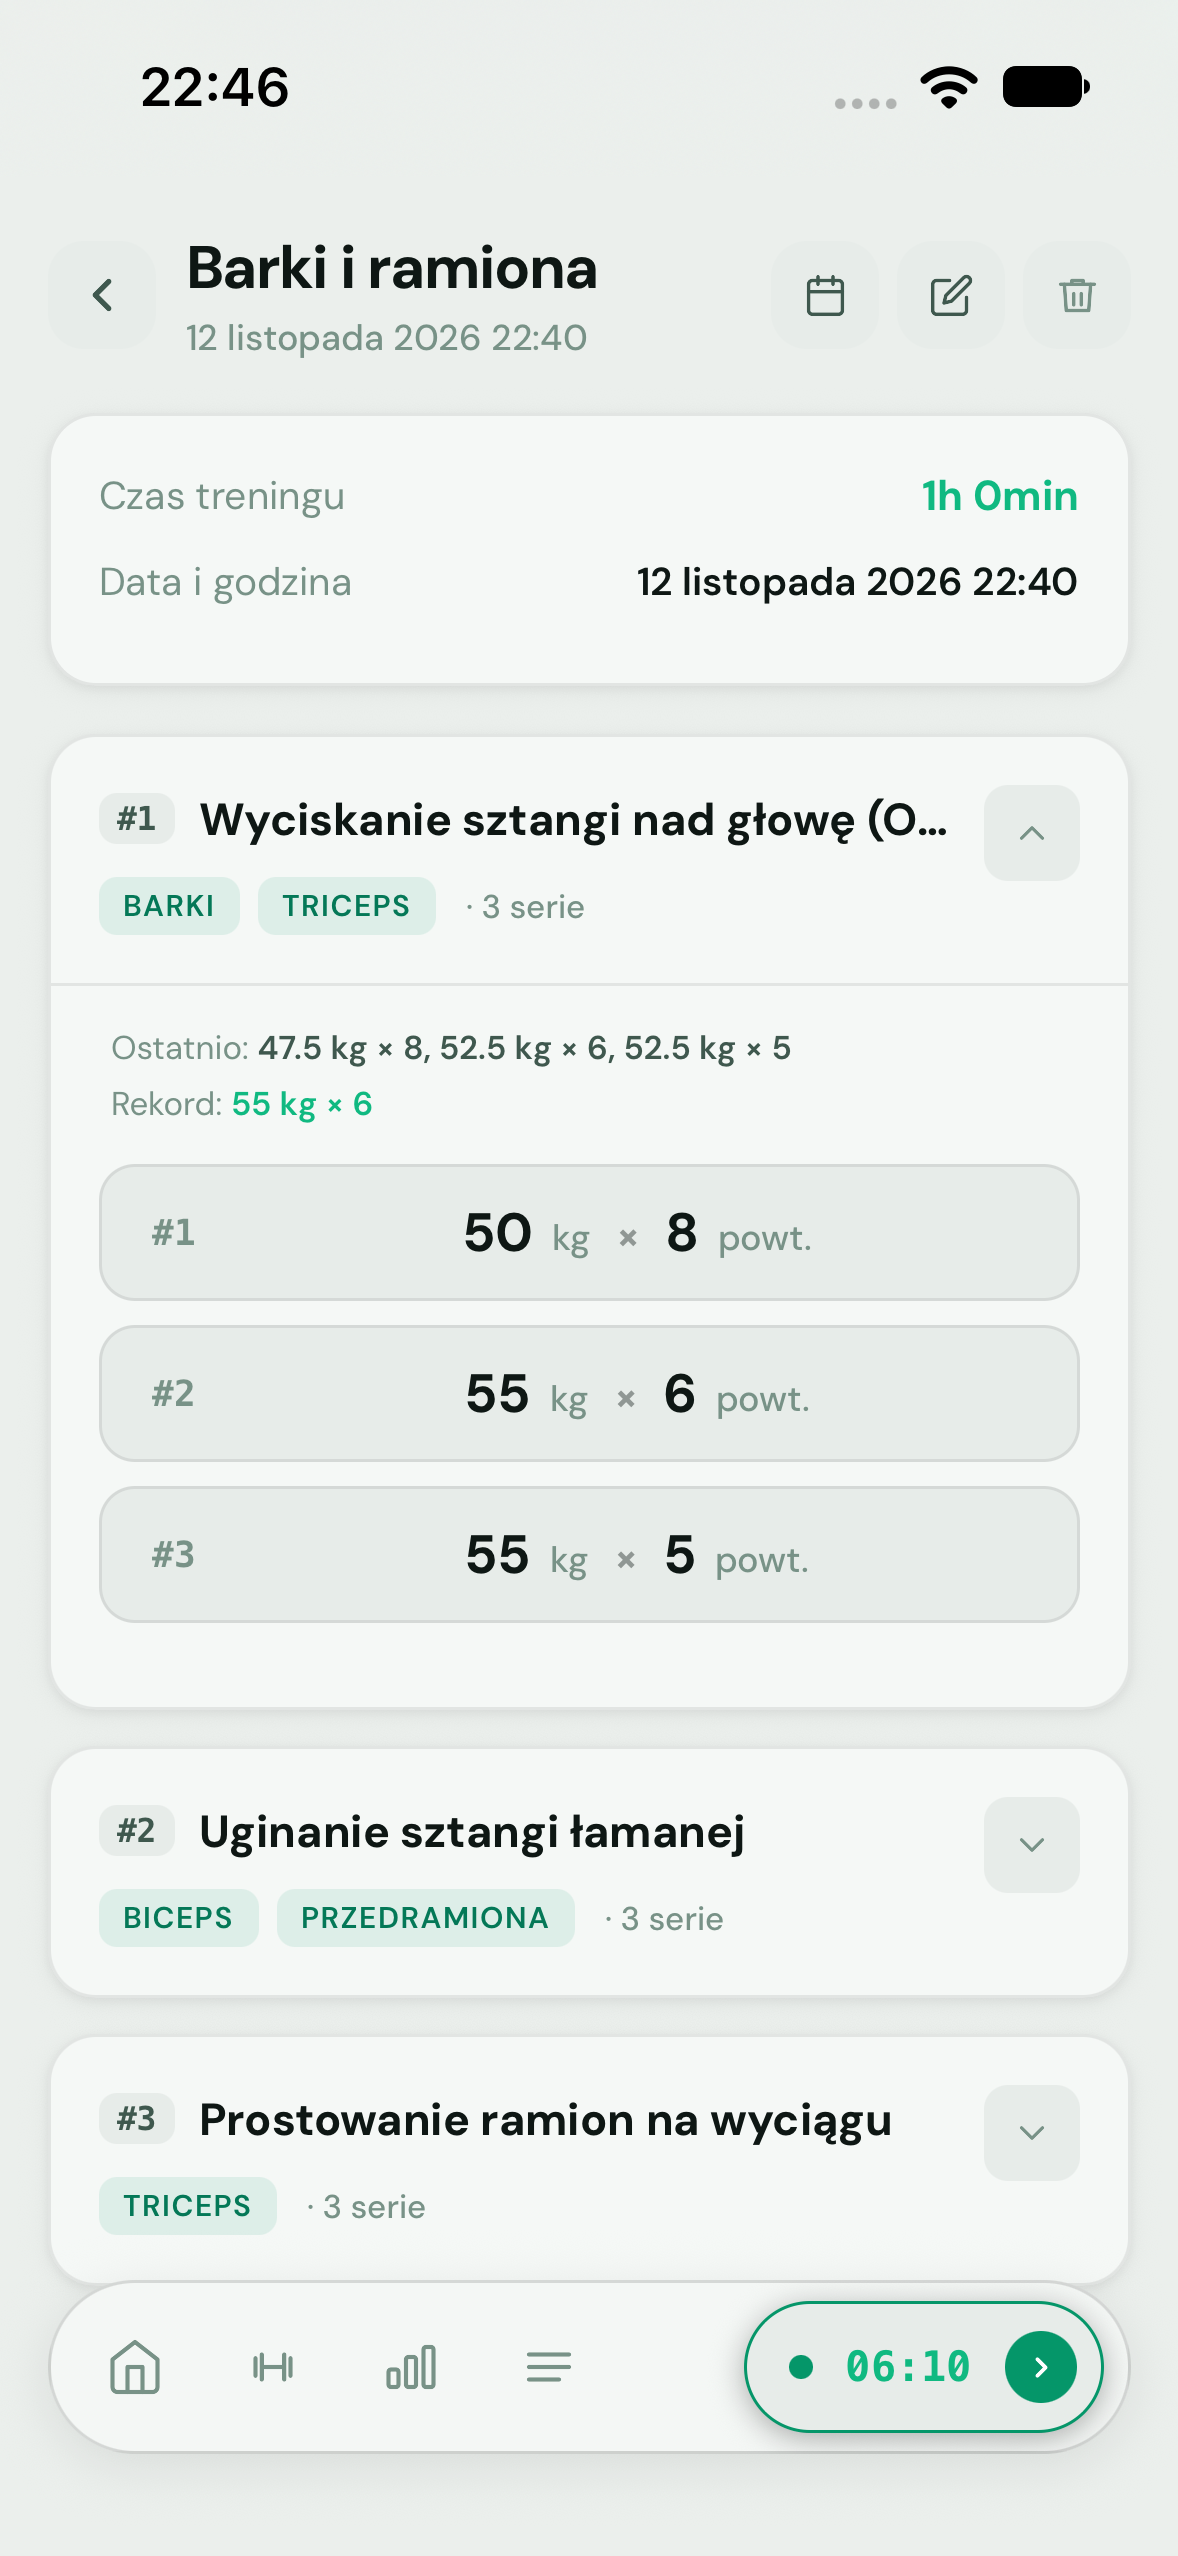 22:46
Barki i ramiona
12 listopada 2026 22:40
Czas treningu 1h 0min
Data i godzina 12 listopada 2026 22:40
#1 Wyciskanie sztangi nad głowę (O...
BARKI TRICEPS · 3 serie
Ostatnio: 47.5 kg × 8, 52.5 kg × 6, 52.5 kg × 5
Rekord: 55 kg × 6
#1 50 kg × 8 powt.
#2 55 kg × 6 powt.
#3 55 kg × 5 powt.
#2 Uginanie sztangi łamanej
BICEPS PRZEDRAMIONA · 3 serie
#3 Prostowanie ramion na wyciągu
TRICEPS · 3 serie
06:10